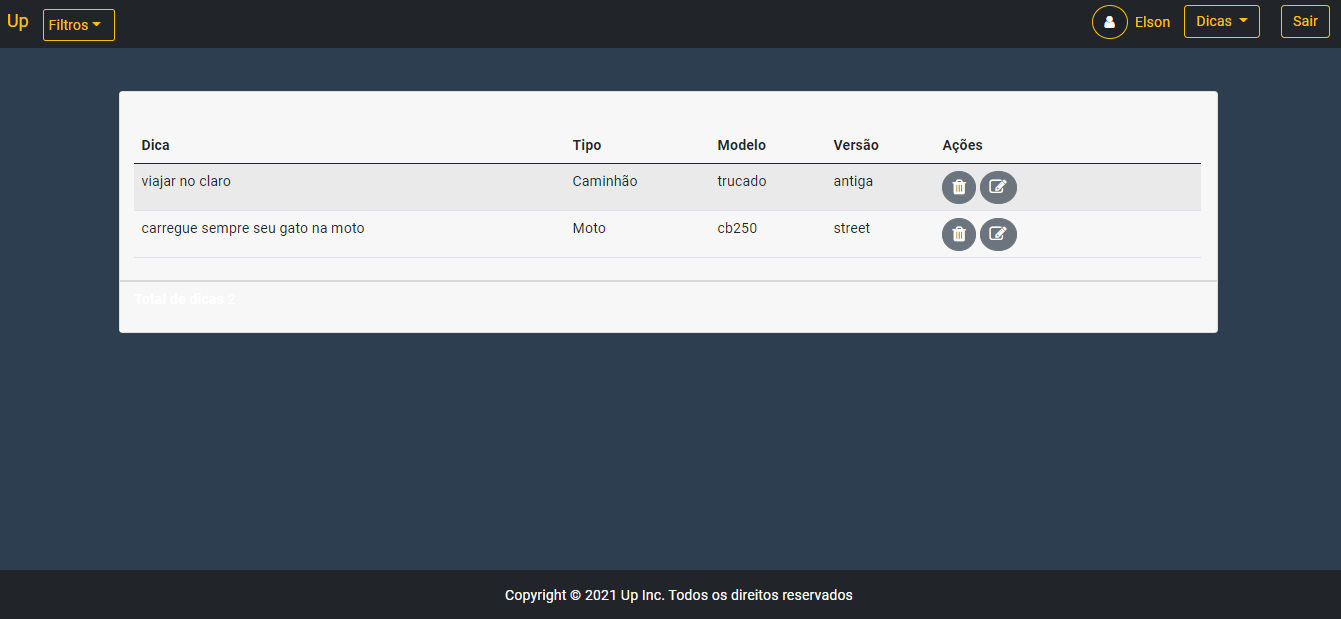 Up Filtros Elson Dicas Sair
Dica Tipo Modelo Versão Ações
viajar no claro Caminhão trucado antiga
carregue sempre seu gato na moto Moto cb250 street
Total de dicas 2
Copyright © 2021 Up Inc. Todos os direitos reservados